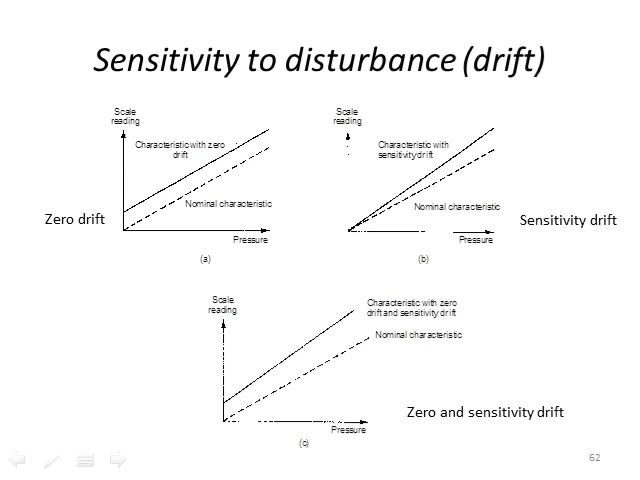 Sensitivity to disturbance (drift)
Scale
reading
Characteristic with zero
drift
Nominal characteristic
Pressure
(a)
Zero drift
Scale
reading
Characteristic with
sensitivity drift
Nominal characteristic
Pressure
(b)
Sensitivity drift
Scale
reading
Characteristic with zero
drift and sensitivity drift
Nominal characteristic
Pressure
(c)
Zero and sensitivity drift
62